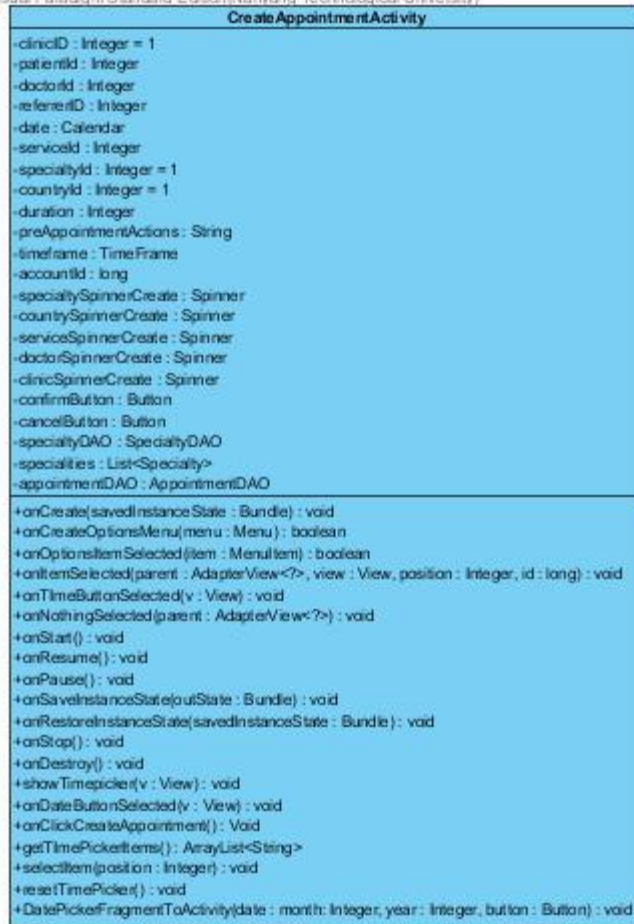 Standard Edition(Nanyang Technological University)
CreateAppointmentActivity
-clinicID : Integer = 1
-patientId : Integer
-doctorId : Integer
-referrerID : Integer
-date : Calendar
-serviceId : Integer
-specialtyId : Integer = 1
-countryId : Integer = 1
-duration : Integer
-preAppointmentActions : String
-timeframe : TimeFrame
-accountId : long
-specialtySpinnerCreate : Spinner
-countrySpinnerCreate : Spinner
-serviceSpinnerCreate : Spinner
-doctorSpinnerCreate : Spinner
-clinicSpinnerCreate : Spinner
-confirmButton : Button
-cancelButton : Button
-specialtyDAO : SpecialtyDAO
-specialities : List<Specialty>
-appointmentDAO : AppointmentDAO
+onCreate(savedInstanceState : Bundle) : void
+onCreateOptionsMenu(menu : Menu) : boolean
+onOptionsItemSelected(item : MenuItem) : boolean
+onItemSelected(parent : AdapterView<?>, view : View, position : Integer, id : long) : void
+onTImeButtonSelected(v : View) : void
+onNothingSelected(parent : AdapterView<?>) : void
+onStart() : void
+onResume() : void
+onPause() : void
+onSaveInstanceState(outState : Bundle) : void
+onRestoreInstanceState(savedInstanceState : Bundle) : void
+onStop() : void
+onDestroy() : void
+showTimepicker(v : View) : void
+onDateButtonSelected(v : View) : void
+onClickCreateAppointment() : Void
+getTImePickerItems() : ArrayList<String>
+selectItem(position : Integer) : void
+resetTimePicker() : void
+DatePickerFragmentToActivity(date : month: Integer, year : Integer, button : Button) : void